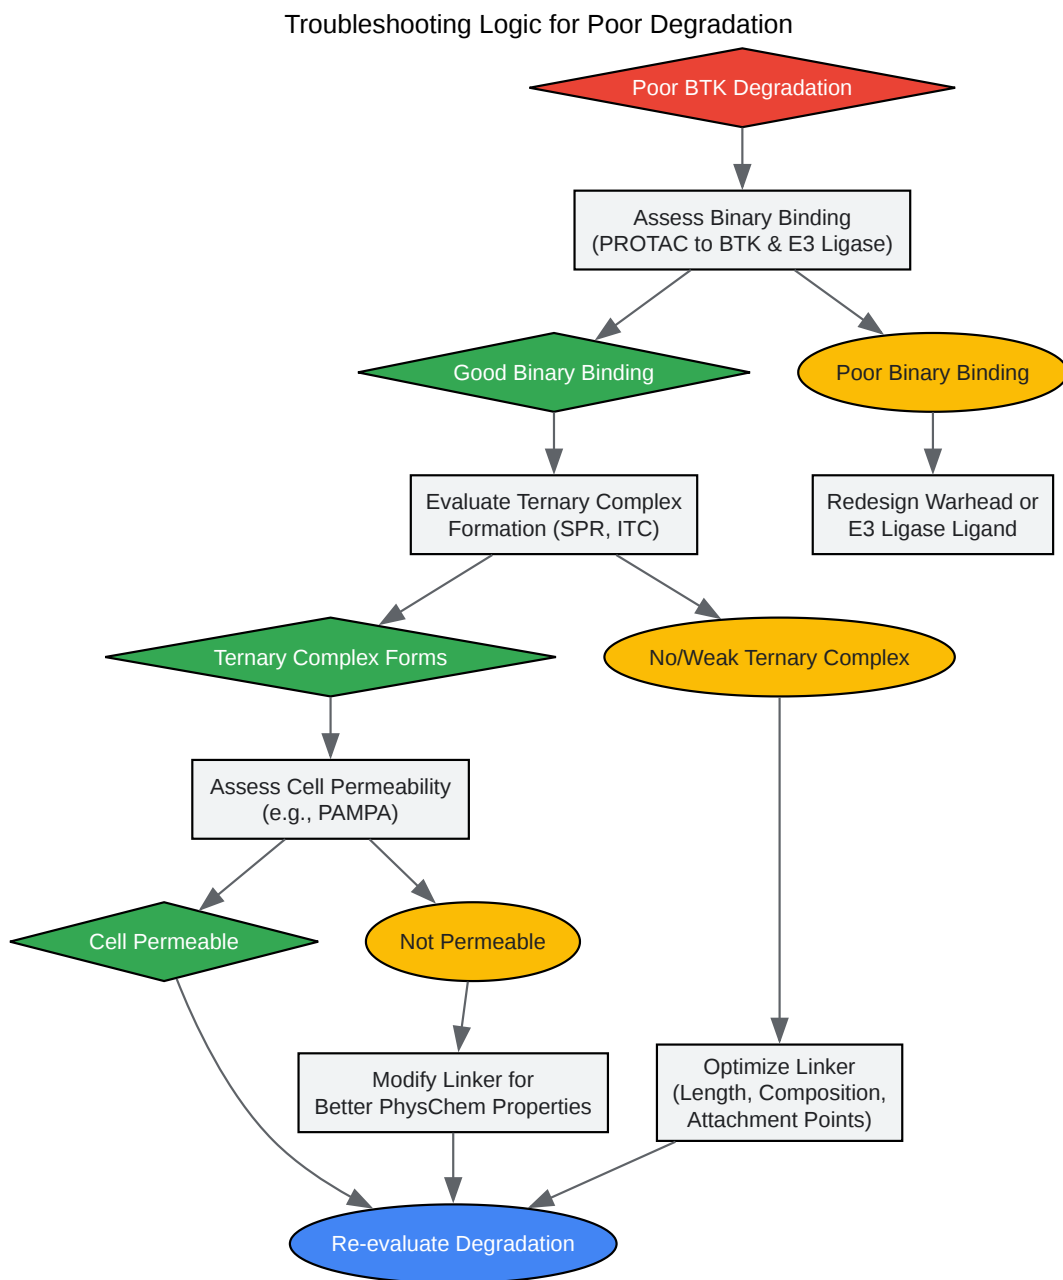 Troubleshooting Logic for Poor Degradation
Poor BTK Degradation
Assess Binary Binding
(PROTAC to BTK & E3 Ligase)
Good Binary Binding
Poor Binary Binding
Evaluate Ternary Complex
Formation (SPR, ITC)
Redesign Warhead or
E3 Ligase Ligand
Ternary Complex Forms
No/Weak Ternary Complex
Assess Cell Permeability
(e.g., PAMPA)
Cell Permeable
Not Permeable
Modify Linker for
Better PhysChem Properties
Optimize Linker
(Length, Composition,
Attachment Points)
Re-evaluate Degradation